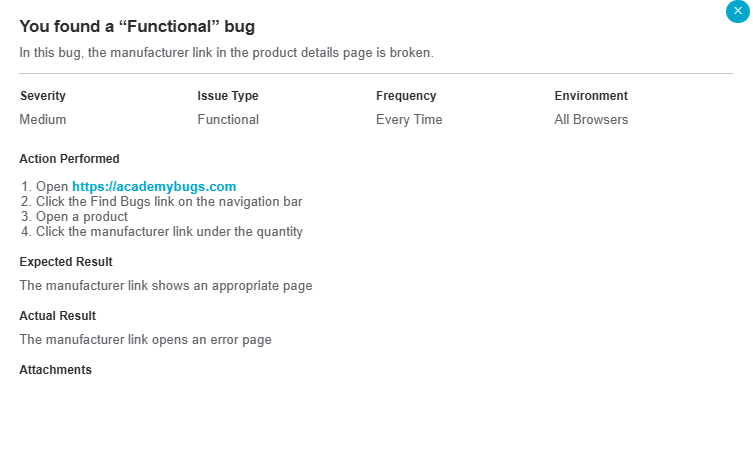 You found a “Functional” bug
In this bug, the manufacturer link in the product details page is broken.
Severity Issue Type Frequency Environment
Medium Functional Every Time All Browsers
Action Performed
1. Open https://academybugs.com
2. Click the Find Bugs link on the navigation bar
3. Open a product
4. Click the manufacturer link under the quantity
Expected Result
The manufacturer link shows an appropriate page
Actual Result
The manufacturer link opens an error page
Attachments